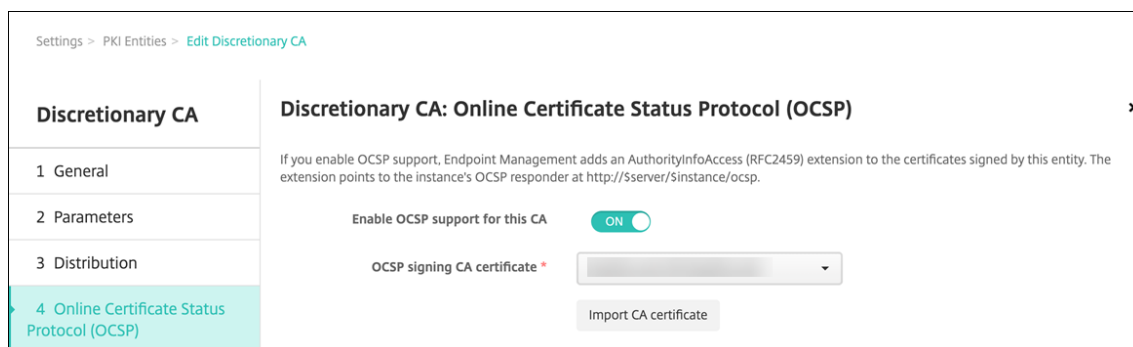 Settings > PKI Entities > Edit Discretionary CA
Discretionary CA
1 General
2 Parameters
3 Distribution
4 Online Certificate Status
Protocol (OCSP)
Discretionary CA: Online Certificate Status Protocol (OCSP)
If you enable OCSP support, Endpoint Management adds an AuthorityInfoAccess (RFC2459) extension to the certificates signed by this entity. The
extension points to the instance's OCSP responder at http://$server/$instance/ocsp.
Enable OCSP support for this CA
ON
OCSP signing CA certificate *
Import CA certificate